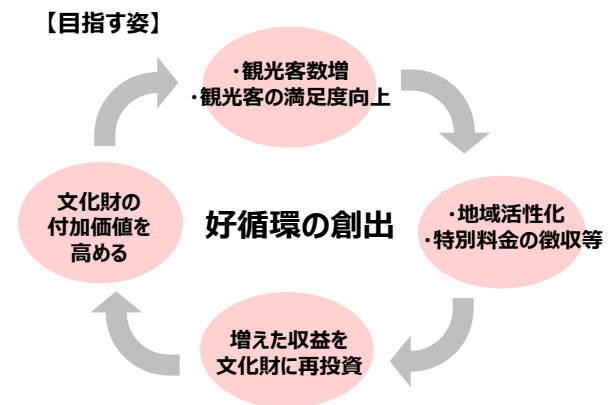 【目指す姿】
・観光客数増
・観光客の満足度向上
文化財の
付加価値を
高める
好循環の創出
・地域活性化
・特別料金の徴収等
増えた収益を
文化財に再投資